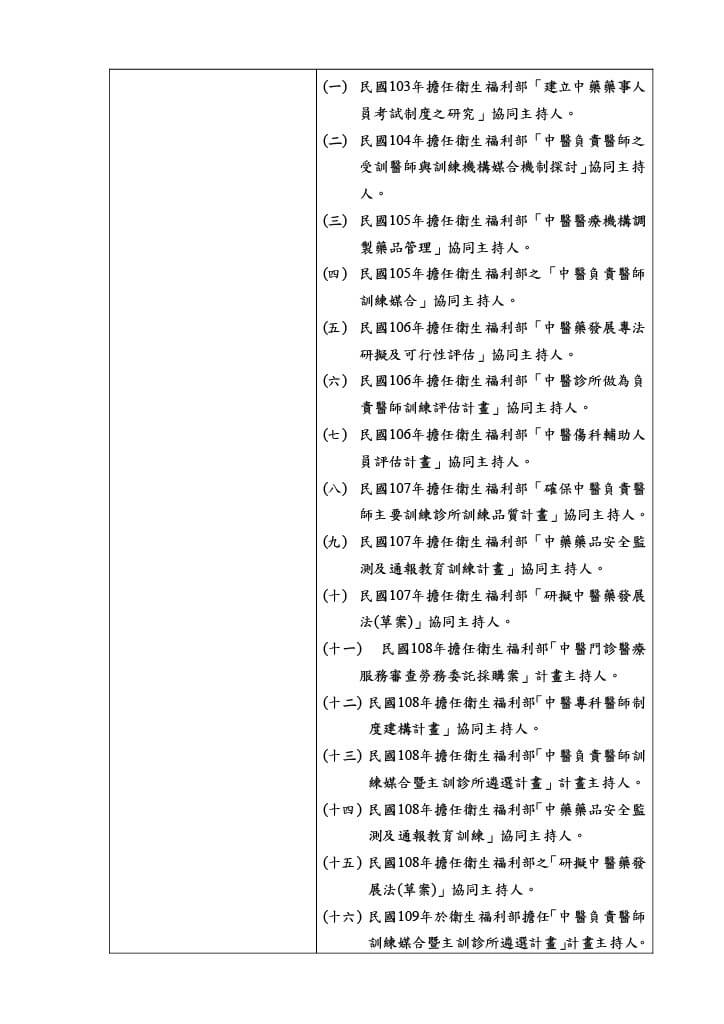 (一) 民國103年擔任衛生福利部「建立中藥藥事人
員考試制度之研究」協同主持人。
(二) 民國104年擔任衛生福利部「中醫負責醫師之
受訓醫師與訓練機構媒合機制探討」協同主持
人。
(三) 民國105年擔任衛生福利部「中醫醫療機構調
製藥品管理」協同主持人。
(四) 民國105年擔任衛生福利部之「中醫負責醫師
訓練媒合」協同主持人。
(五) 民國106年擔任衛生福利部「中醫藥發展專法
研擬及可行性評估」協同主持人。
(六) 民國106年擔任衛生福利部「中醫診所做為負
責醫師訓練評估計畫」協同主持人。
(七) 民國106年擔任衛生福利部「中醫傷科輔助人
員評估計畫」協同主持人。
(八) 民國107年擔任衛生福利部「確保中醫負責醫
師主要訓練診所訓練品質計畫」協同主持人。
(九) 民國107年擔任衛生福利部「中藥藥品安全監
測及通報教育訓練計畫」協同主持人。
(十) 民國107年擔任衛生福利部「研擬中醫藥發展
法(草案)」協同主持人。
(十一) 民國108年擔任衛生福利部「中醫門診醫療
服務審查勞務委託採購案」計畫主持人。
(十二) 民國108年擔任衛生福利部「中醫專科醫師制
度建構計畫」協同主持人。
(十三) 民國108年擔任衛生福利部「中醫負責醫師訓
練媒合暨主訓診所遴選計畫」計畫主持人。
(十四) 民國108年擔任衛生福利部「中藥藥品安全監
測及通報教育訓練」協同主持人。
(十五) 民國108年擔任衛生福利部之「研擬中醫藥發
展法(草案)」協同主持人。
(十六) 民國109年於衛生福利部擔任「中醫負責醫師
訓練媒合暨主訓診所遴選計畫」計畫主持人。